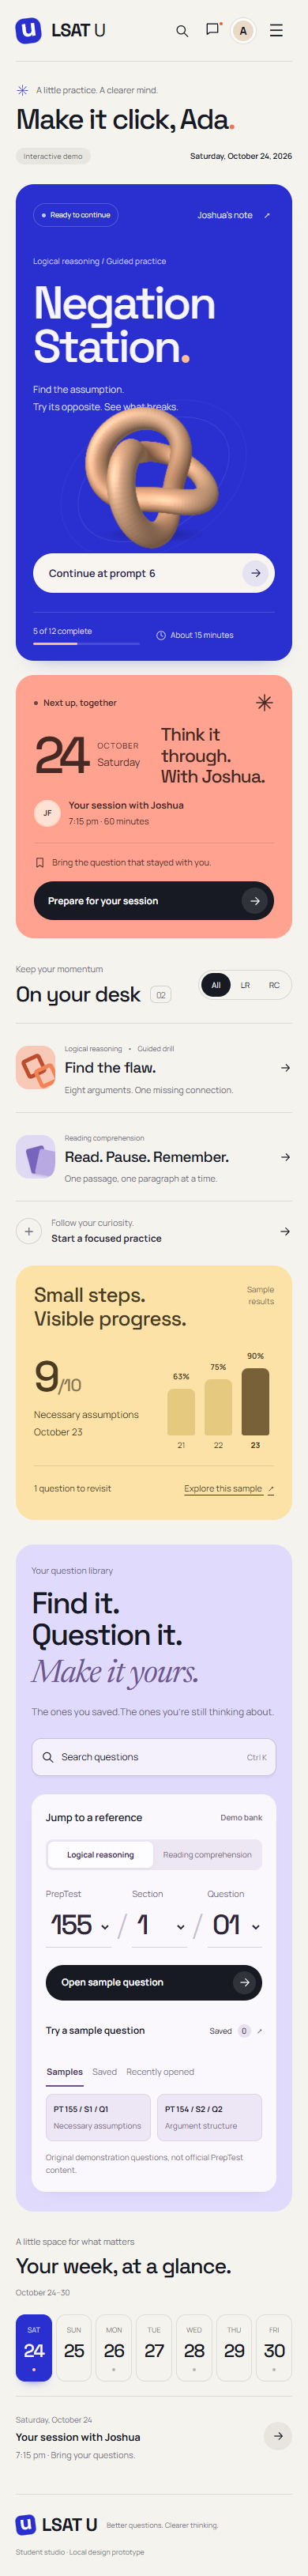 LSAT U
A
A little practice. A clearer mind.
Make it click, Ada.
Interactive demo
Saturday, October 24, 2026
Ready to continue
Joshua's note ↗
Logical reasoning / Guided practice
Negation
Station.
Find the assumption.
Try its opposite. See what breaks.
Continue at prompt 6
5 of 12 complete
About 15 minutes
Next up, together
24
OCTOBER
Saturday
Think it
through.
With Joshua.
JF
Your session with Joshua
7:15 pm · 60 minutes
Bring the question that stayed with you.
Prepare for your session
Keep your momentum
On your desk 02
All LR RC
Logical reasoning • Guided drill
Find the flaw.
Eight arguments. One missing connection.
Reading comprehension
Read. Pause. Remember.
One passage, one paragraph at a time.
Follow your curiosity.
Start a focused practice
Small steps.
Visible progress.
Sample
results
9/10
Necessary assumptions
October 23
63% 75% 90%
21 22 23
1 question to revisit
Explore this sample ↗
Your question library
Find it.
Question it.
Make it yours.
The ones you saved.The ones you're still thinking about.
Search questions
Ctrl K
Jump to a reference
Demo bank
Logical reasoning
Reading comprehension
PrepTest Section Question
155 / 1 / 01
Open sample question
Try a sample question
Saved 0 ↗
Samples Saved Recently opened
PT 155 / S1 / Q1
Necessary assumptions
PT 154 / S2 / Q2
Argument structure
Original demonstration questions, not official PrepTest
content.
A little space for what matters
Your week, at a glance.
October 24–30
SAT SUN MON TUE WED THU FRI
24 25 26 27 28 29 30
Saturday, October 24
Your session with Joshua
7:15 pm · Bring your questions.
LSAT U
Better questions. Clearer thinking.
Student studio · Local design prototype